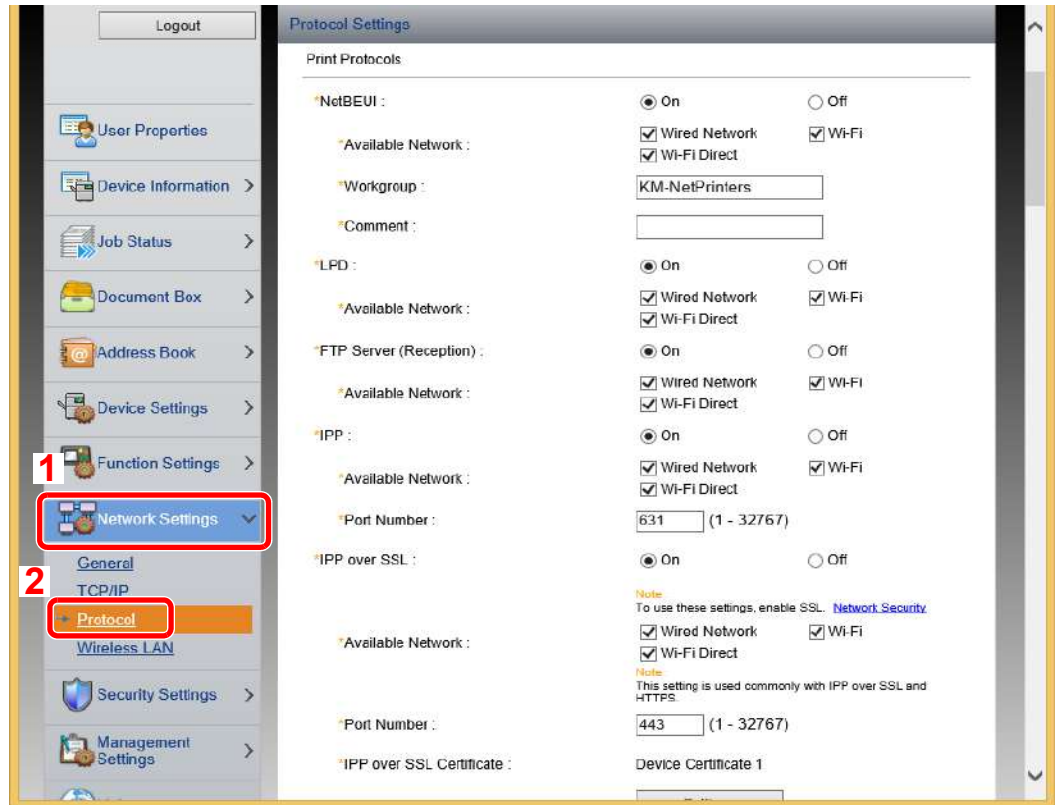 Logout
User Properties
Device Information
Job Status
Document Box
Address Book
Device Settings
1
Function Settings
Network Settings
General
2
TCP/IP
Protocol
Wireless LAN
Security Settings
Management
Settings
Protocol Settings
Print Protocols
*NetBEUI : On Off
*Available Network : Wired Network Wi-Fi
Wi-Fi Direct
*Workgroup : KM-NetPrinters
*Comment :
*LPD : On Off
*Available Network : Wired Network Wi-Fi
Wi-Fi Direct
*FTP Server (Reception) : On Off
*Available Network : Wired Network Wi-Fi
Wi-Fi Direct
*IPP : On Off
*Available Network : Wired Network Wi-Fi
Wi-Fi Direct
*Port Number : 631 (1 - 32767)
*IPP over SSL : On Off
Note
To use these settings, enable SSL. Network Security
*Available Network : Wired Network Wi-Fi
Wi-Fi Direct
Note
This setting is used commonly with IPP over SSL and
HTTPS.
*Port Number : 443 (1 - 32767)
*IPP over SSL Certificate : Device Certificate 1